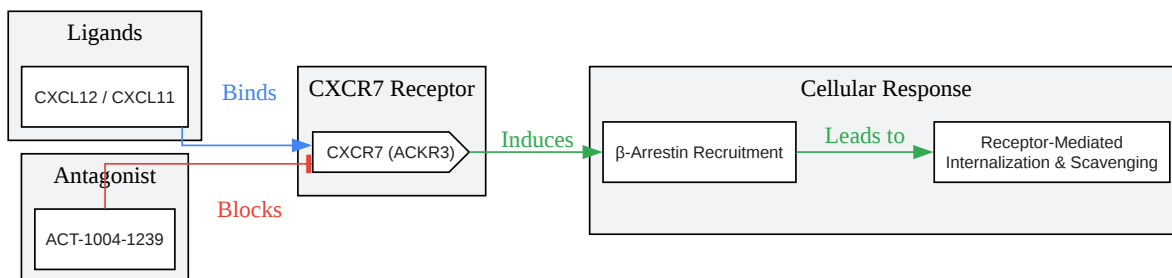 Ligands
CXCL12 / CXCL11
Binds
Antagonist
ACT-1004-1239
Blocks
CXCR7 Receptor
CXCR7 (ACKR3)
Induces
Cellular Response
β-Arrestin Recruitment
Leads to
Receptor-Mediated
Internalization & Scavenging